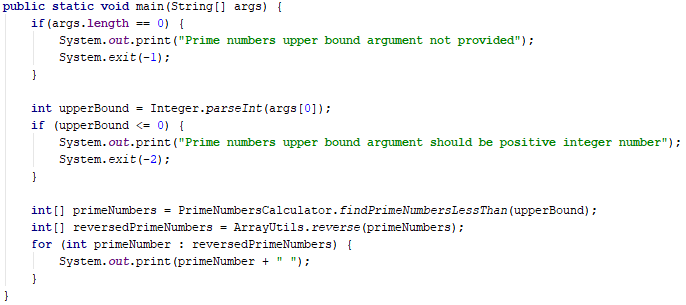 public static void main(String[] args) {
    if(args.length == 0) {
        System.out.print("Prime numbers upper bound argument not provided");
        System.exit(-1);
    }

    int upperBound = Integer.parseInt(args[0]);
    if (upperBound <= 0) {
        System.out.print("Prime numbers upper bound argument should be positive integer number");
        System.exit(-2);
    }

    int[] primeNumbers = PrimeNumbersCalculator.findPrimeNumbersLessThan(upperBound);
    int[] reversedPrimeNumbers = ArrayUtils.reverse(primeNumbers);
    for (int primeNumber : reversedPrimeNumbers) {
        System.out.print(primeNumber + " ");
    }
}